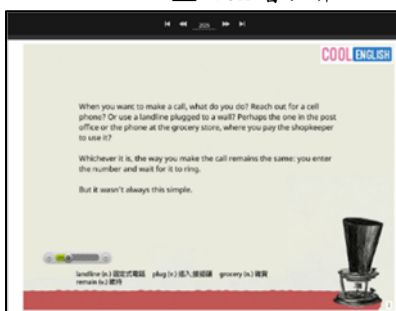 2/25
COOL ENGLISH
When you want to make a call, what do you do? Reach out for a cell
phone? Or use a landline plugged to a wall? Perhaps the one in the post
office or the phone at the grocery store, where you pay the shopkeeper
to use it?
Whichever it is, the way you make the call remains the same: you enter
the number and wait for it to ring.
But it wasn't always this simple.
landline (n.) 固定式電話 plug (v.) 插入,接插頭 grocery (n.) 雜貨
remain (v.) 維持
2